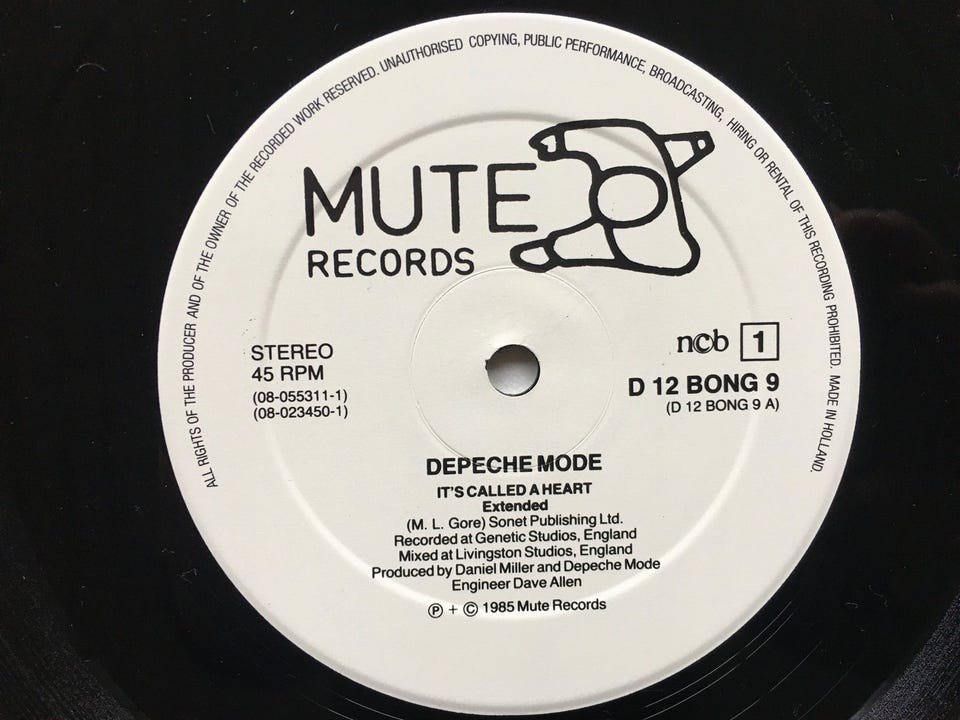 ALL RIGHTS OF THE PRODUCER AND OF THE OWNER OF THE RECORDED WORK RESERVED. UNAUTHORISED COPYING, PUBLIC PERFORMANCE, BROADCASTING, HIRING OR RENTAL OF THIS RECORDING PROHIBITED. MADE IN HOLLAND.
MUTE
RECORDS
STEREO
45 RPM
(08-055311-1)
(08-023450-1)
ncb 1
D 12 BONG 9
(D 12 BONG 9 A)
DEPECHE MODE
IT'S CALLED A HEART
Extended
(M. L. Gore) Sonet Publishing Ltd.
Recorded at Genetic Studios, England
Mixed at Livingston Studios, England
Produced by Daniel Miller and Depeche Mode
Engineer Dave Allen
Ⓟ + © 1985 Mute Records